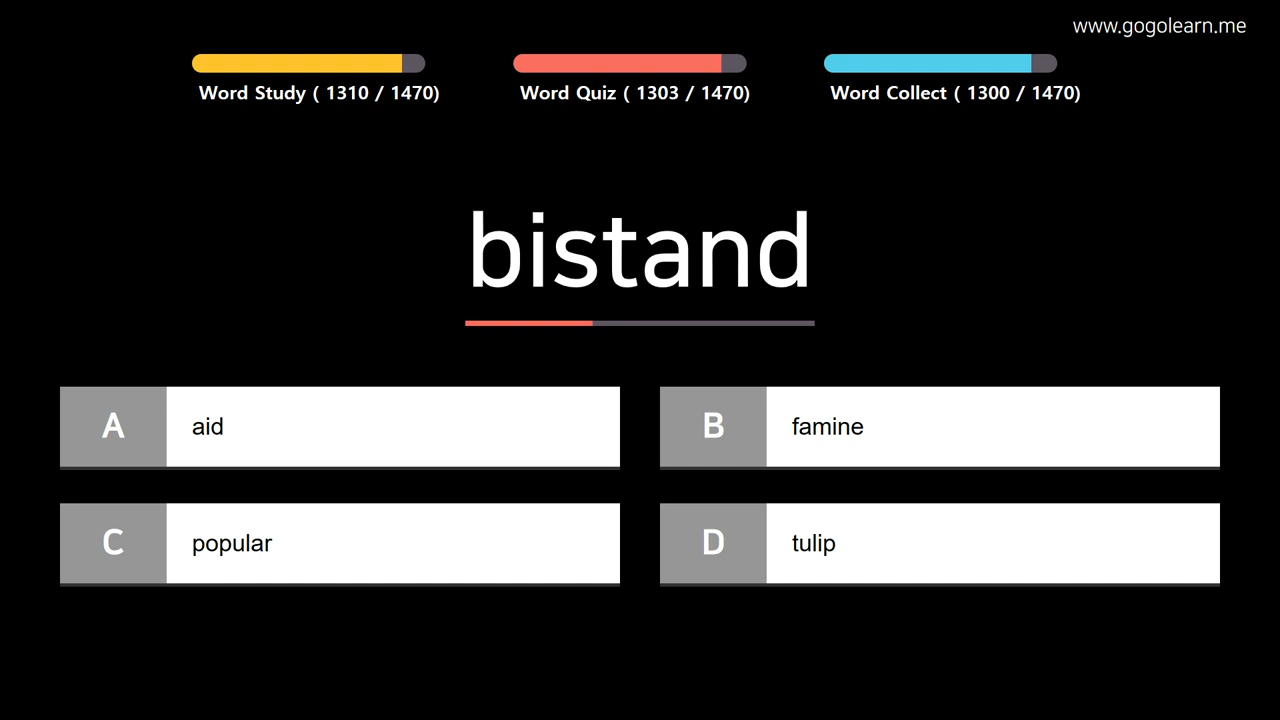 www.gogolearn.me
Word Study ( 1310 / 1470)
Word Quiz ( 1303 / 1470)
Word Collect ( 1300 / 1470)
bistand
A aid
B famine
C popular
D tulip